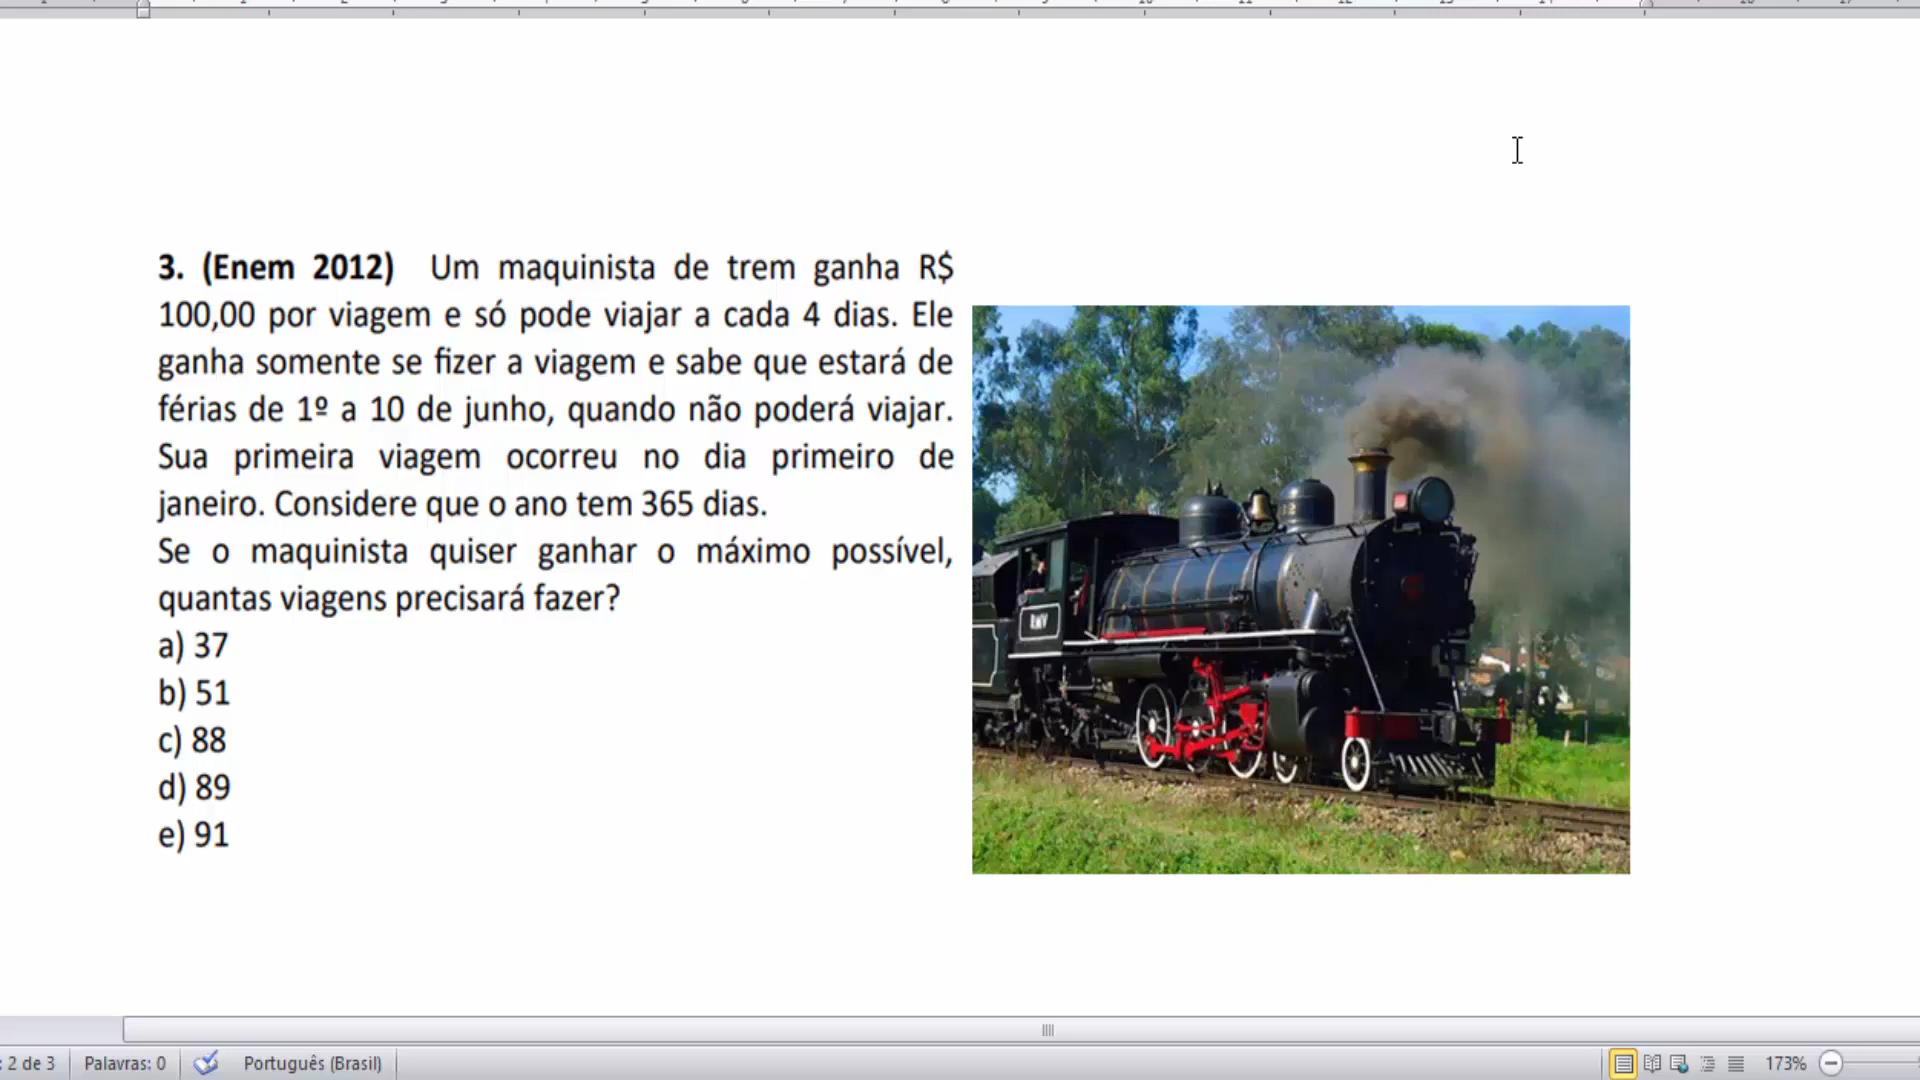 3. (Enem 2012) Um maquinista de trem ganha R$
100,00 por viagem e só pode viajar a cada 4 dias. Ele
ganha somente se fizer a viagem e sabe que estará de
férias de 1º a 10 de junho, quando não poderá viajar.
Sua primeira viagem ocorreu no dia primeiro de
janeiro. Considere que o ano tem 365 dias.
Se o maquinista quiser ganhar o máximo possível,
quantas viagens precisará fazer?
a) 37
b) 51
c) 88
d) 89
e) 91
: 2 de 3 Palavras: 0 Português (Brasil) 173%